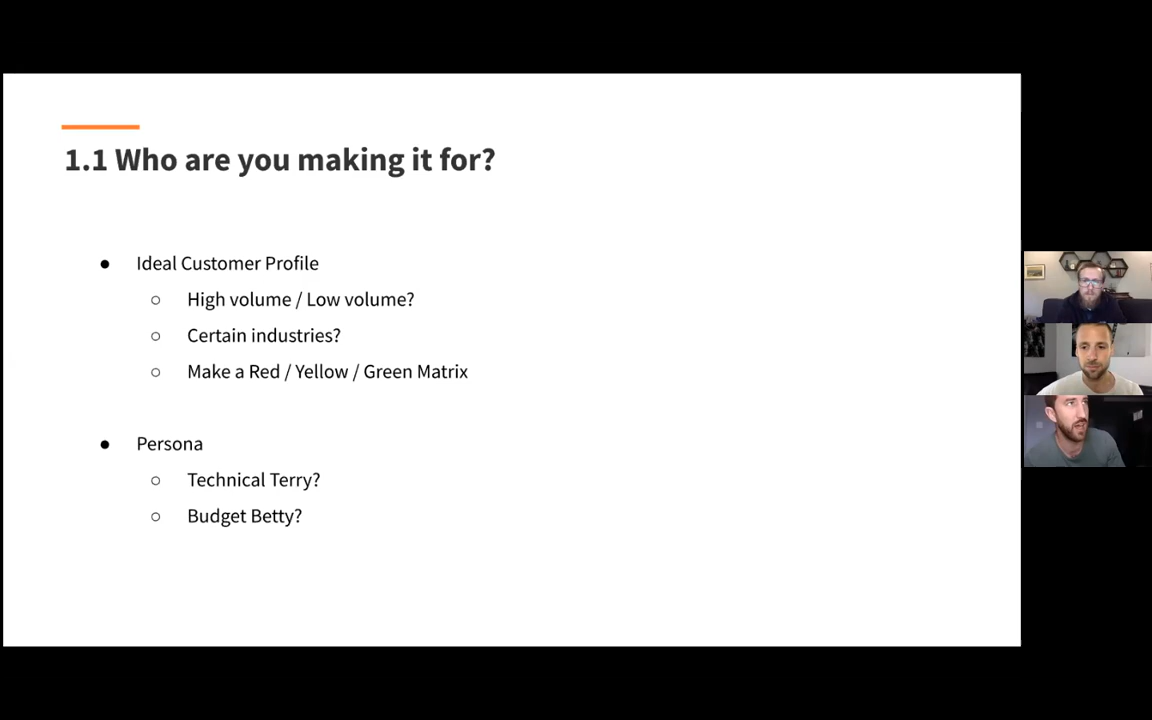 1.1 Who are you making it for?
● Ideal Customer Profile
○ High volume / Low volume?
○ Certain industries?
○ Make a Red / Yellow / Green Matrix
● Persona
○ Technical Terry?
○ Budget Betty?